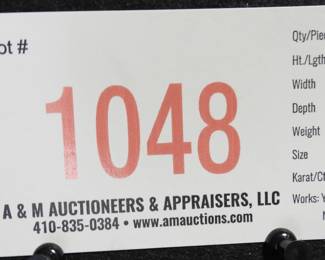 ot #
1048
A & M AUCTIONEERS & APPRAISERS, LLC
410-835-0384 • www.amauctions.com
Qty/Pie
Ht./Lgth
Width
Depth
Weight
Size
Karat/Ct
Works: Y